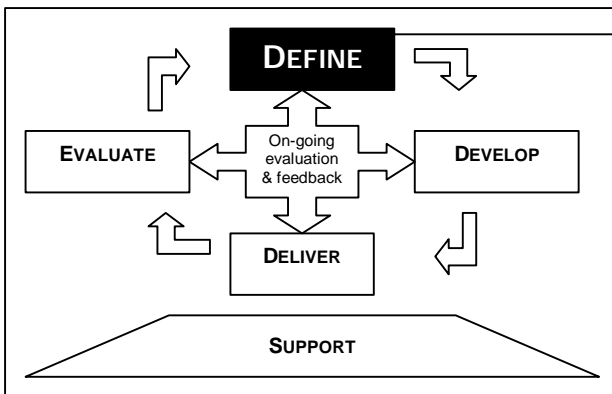 DEFINE
On-going
evaluation
& feedback
EVALUATE
DEVELOP
DELIVER
SUPPORT